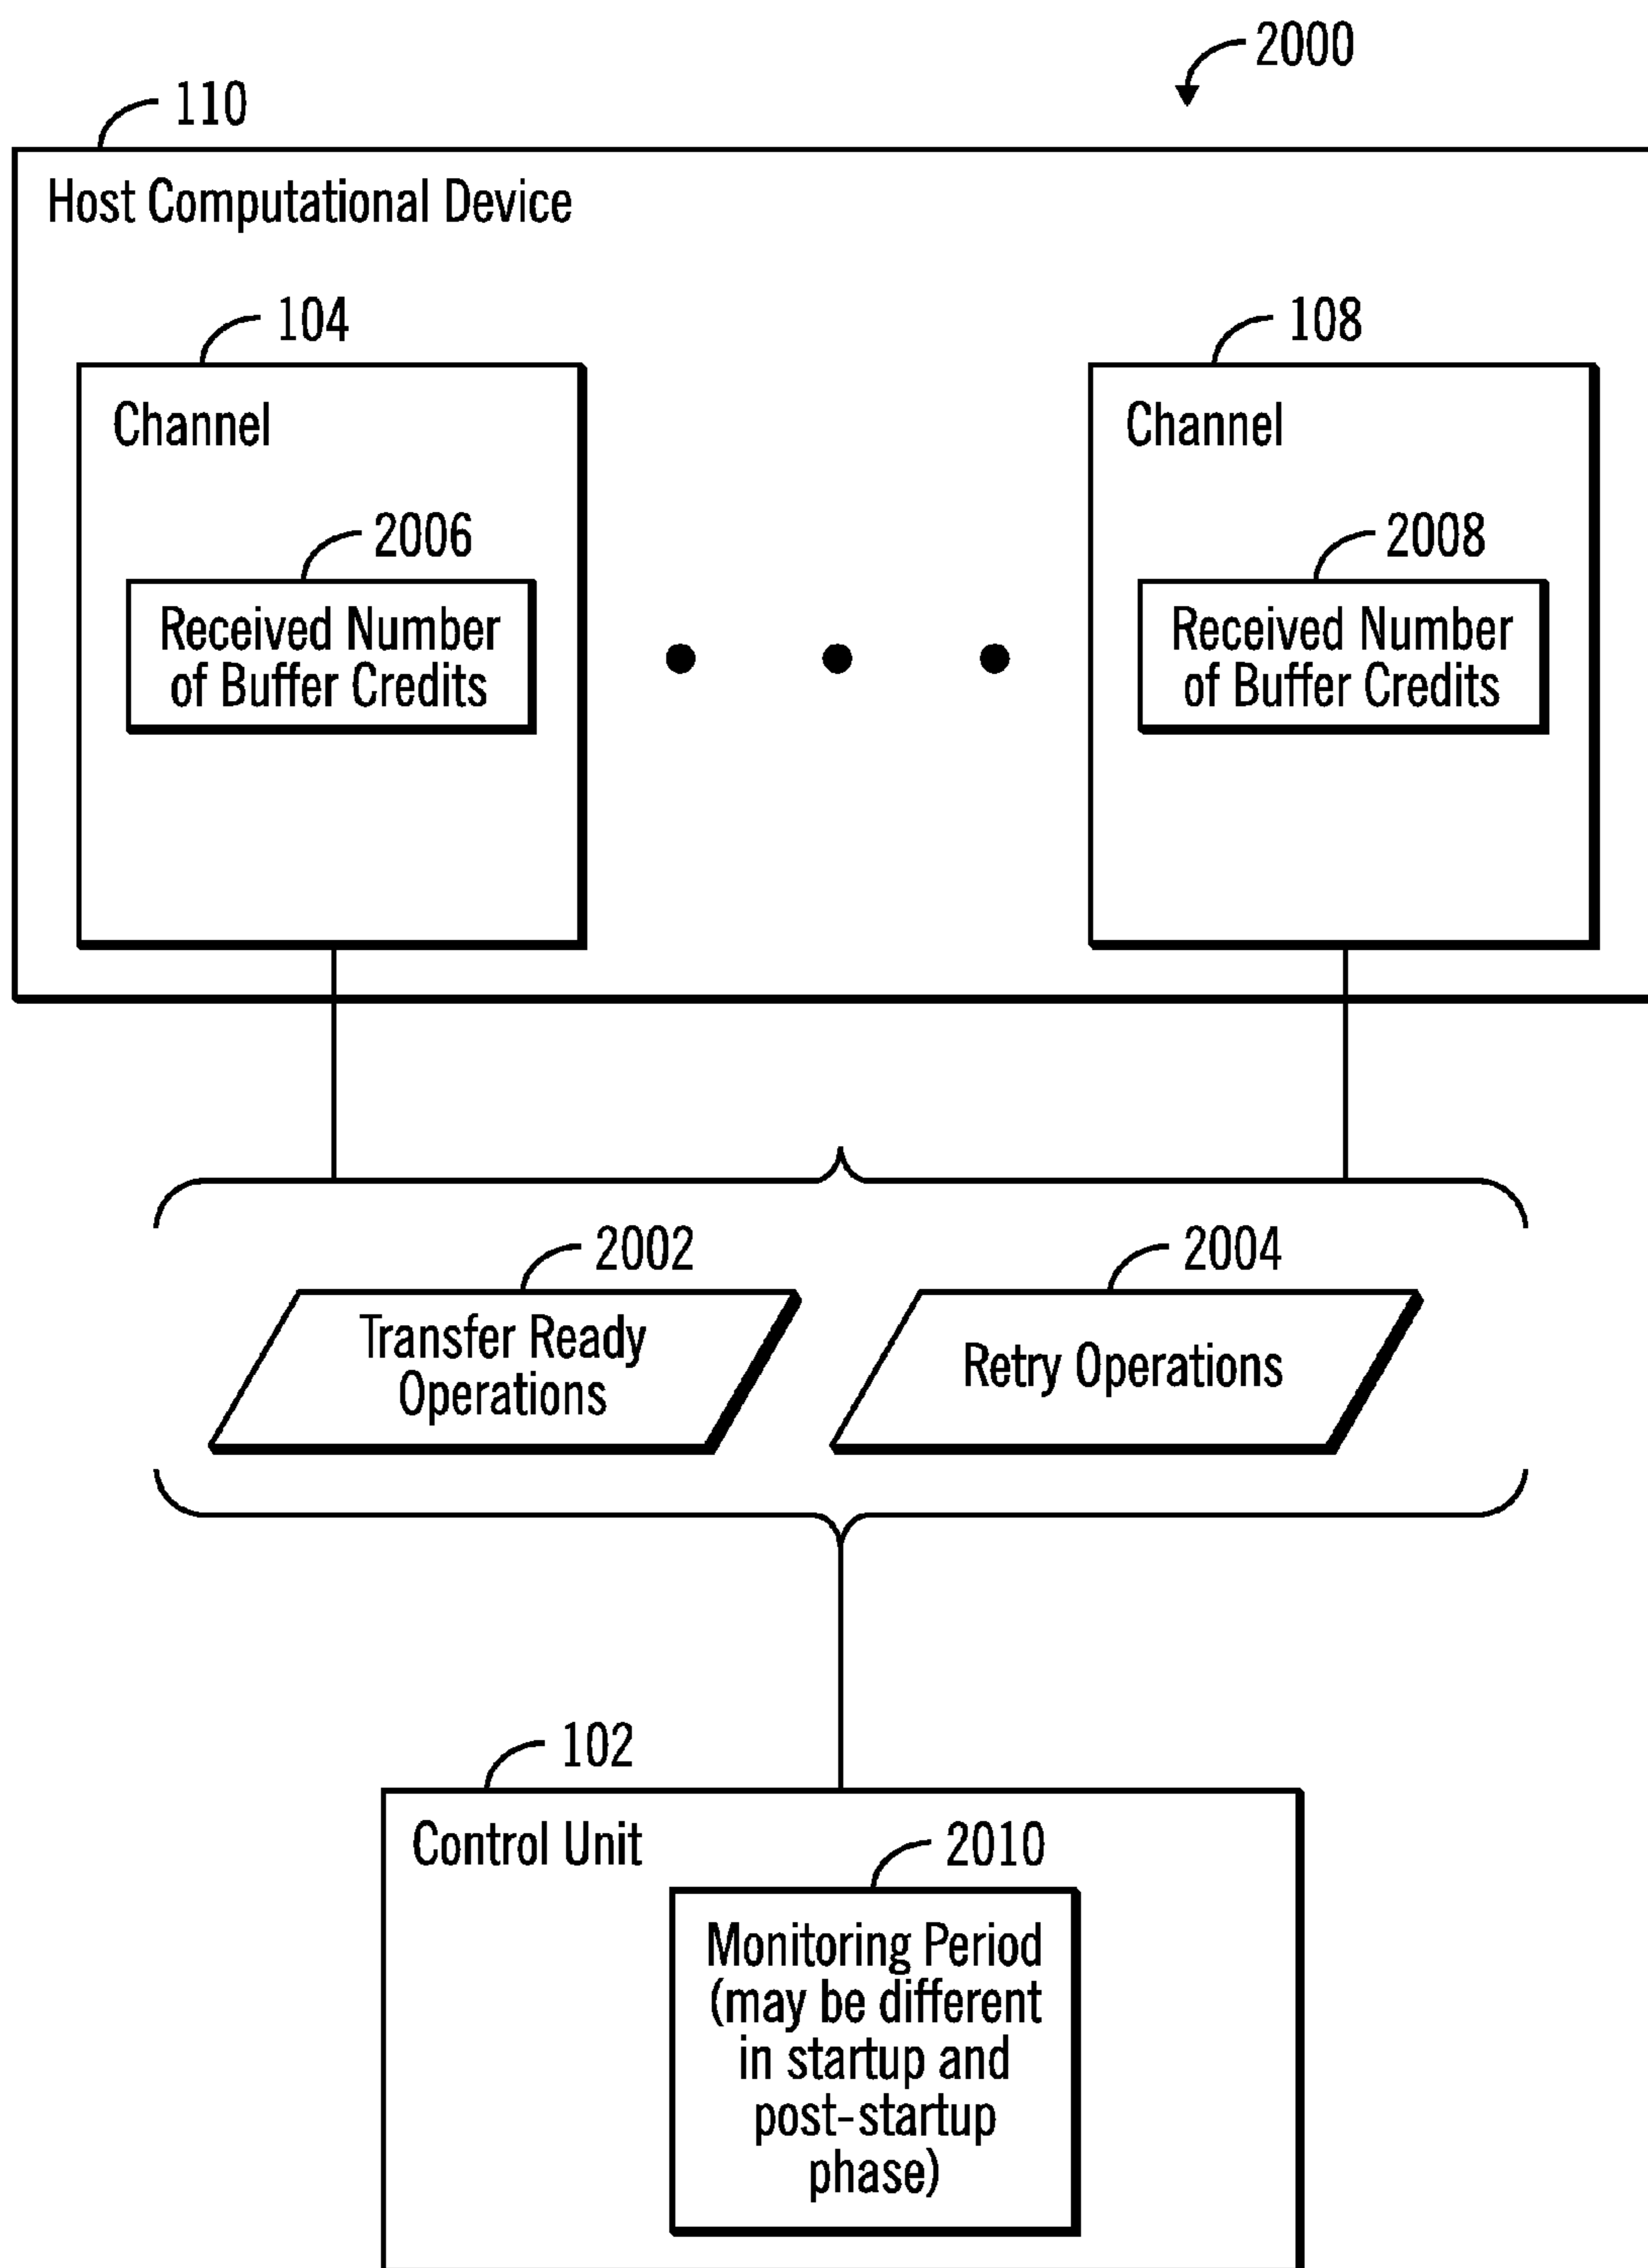 2000
110
Host Computational Device
104
108
Channel
Channel
2006
2008
Received Number
of Buffer Credits
Received Number
of Buffer Credits
2002
2004
Transfer Ready
Operations
Retry Operations
102
Control Unit
2010
Monitoring Period
(may be different
in startup and
post-startup
phase)